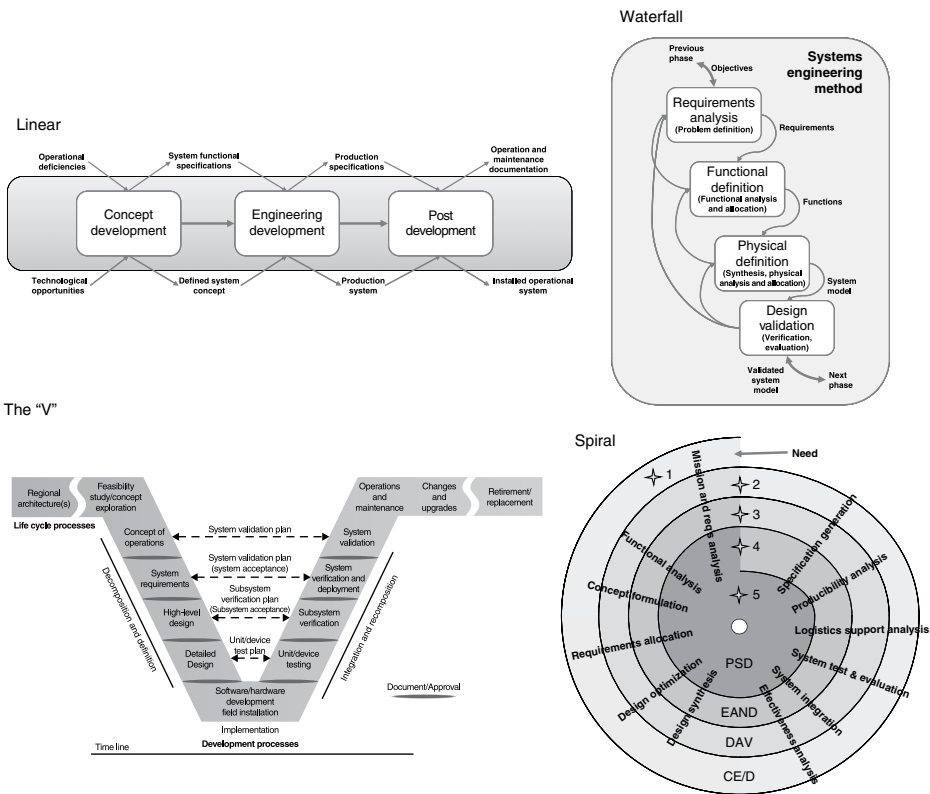 Waterfall
Previous
phase
Objectives
Systems
engineering
method
Requirements
analysis
(Problem definition)
Requirements
Functional
definition
(Functional analysis
and allocation)
Functions
Physical
definition
(Synthesis, physical
analysis and allocation)
System
model
Design
validation
(Verification,
evaluation)
Validated
system
model
Next
phase
Linear
Operational
deficiencies
System functional
specifications
Production
specifications
Operation and
maintenance
documentation
Concept
development
Engineering
development
Post
development
Technological
opportunities
Defined system
concept
Production
system
Installed operational
system
The “V”
Regional
architecture(s)
Feasibility
study/concept
exploration
Operations
and
maintenance
Changes
and
upgrades
Retirement/
replacement
Life cycle processes
Concept of
operations
System validation plan
System
validation
System
requirements
System validation plan
(system acceptance)
System
verification and
deployment
High-level
design
Subsystem
verification plan
(Subsystem acceptance)
Subsystem
verification
Detailed
Design
Unit/device
test plan
Unit/device
testing
Decomposition and definition
Integration and recomposition
Software/hardware
development
field installation
Document/Approval
Implementation
Time line
Development processes
Spiral
Need
1
2
3
4
5
Mission and reqs analysis
Specification generation
Functional analysis
Producibility analysis
Concept formulation
Logistics support analysis
Requirements allocation
System test & evaluation
Design optimization
System integration
Design synthesis
Effectiveness analysis
PSD
EAND
DAV
CE/D